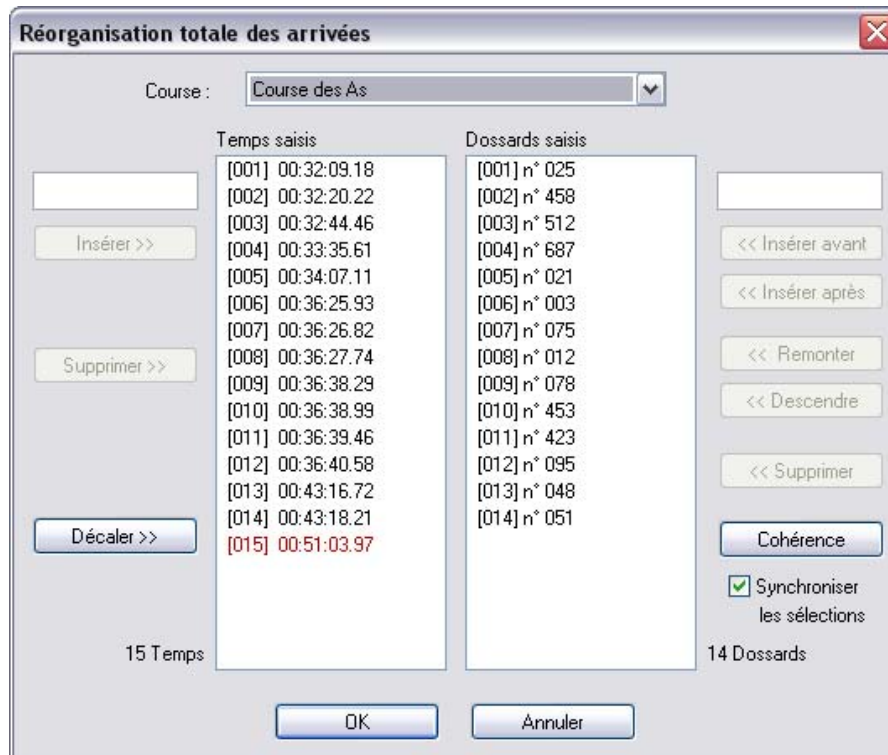 Réorganisation totale des arrivées
Course : Course des As
Temps saisis Dossards saisis
[001] 00:32:09.18 [001] n° 025
[002] 00:32:20.22 [002] n° 458
Insérer >> [003] 00:32:44.46 [003] n° 512 << Insérer avant
[004] 00:33:35.61 [004] n° 687
[005] 00:34:07.11 [005] n° 021 << Insérer après
[006] 00:36:25.93 [006] n° 003
[007] 00:36:26.82 [007] n° 075
Supprimer >> [008] 00:36:27.74 [008] n° 012 << Remonter
[009] 00:36:38.29 [009] n° 078
[010] 00:36:38.99 [010] n° 453 << Descendre
[011] 00:36:39.46 [011] n° 423
[012] 00:36:40.58 [012] n° 095 << Supprimer
[013] 00:43:16.72 [013] n° 048
[014] 00:43:18.21 [014] n° 051
Décaler >> [015] 00:51:03.97 Cohérence
Synchroniser
les sélections
15 Temps 14 Dossards
OK Annuler